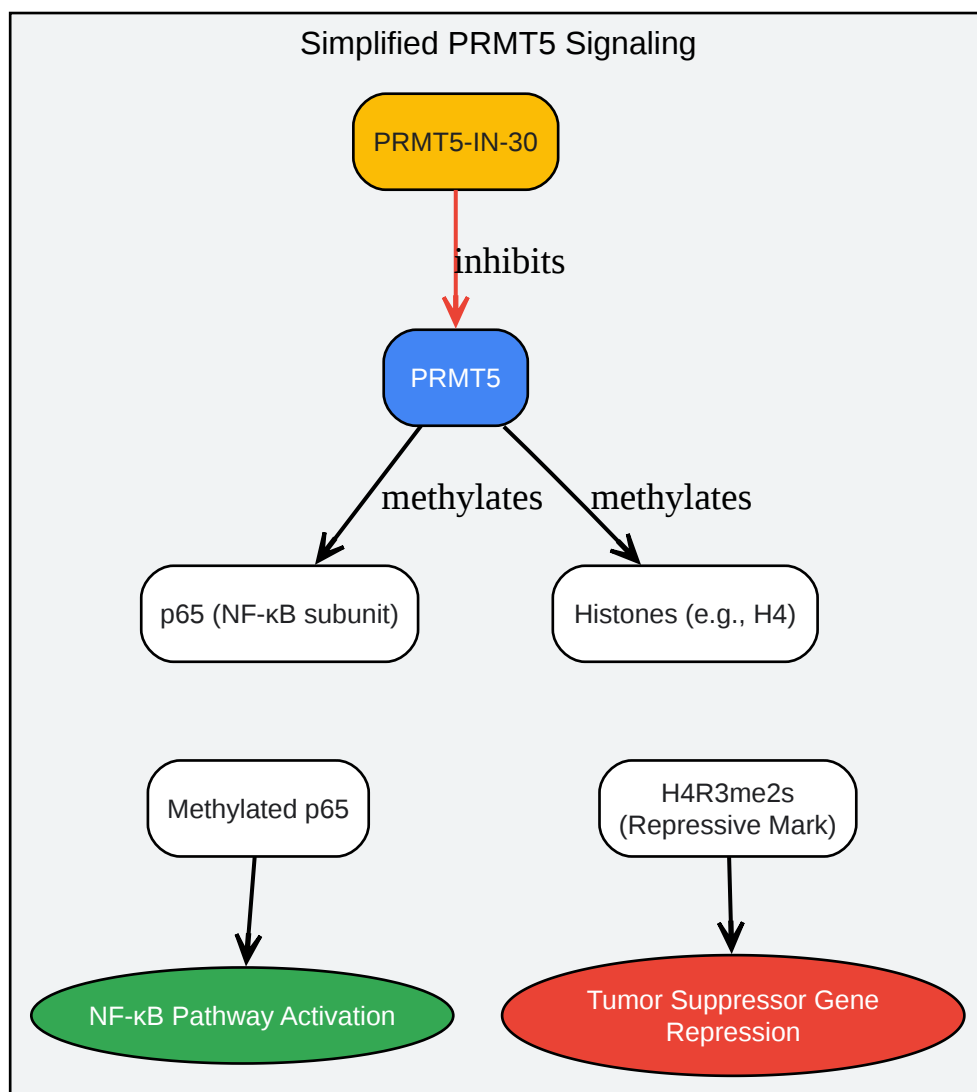 Simplified PRMT5 Signaling
PRMT5-IN-30
inhibits
PRMT5
methylates
methylates
p65 (NF-κB subunit)
Histones (e.g., H4)
Methylated p65
H4R3me2s
(Repressive Mark)
NF-κB Pathway Activation
Tumor Suppressor Gene
Repression